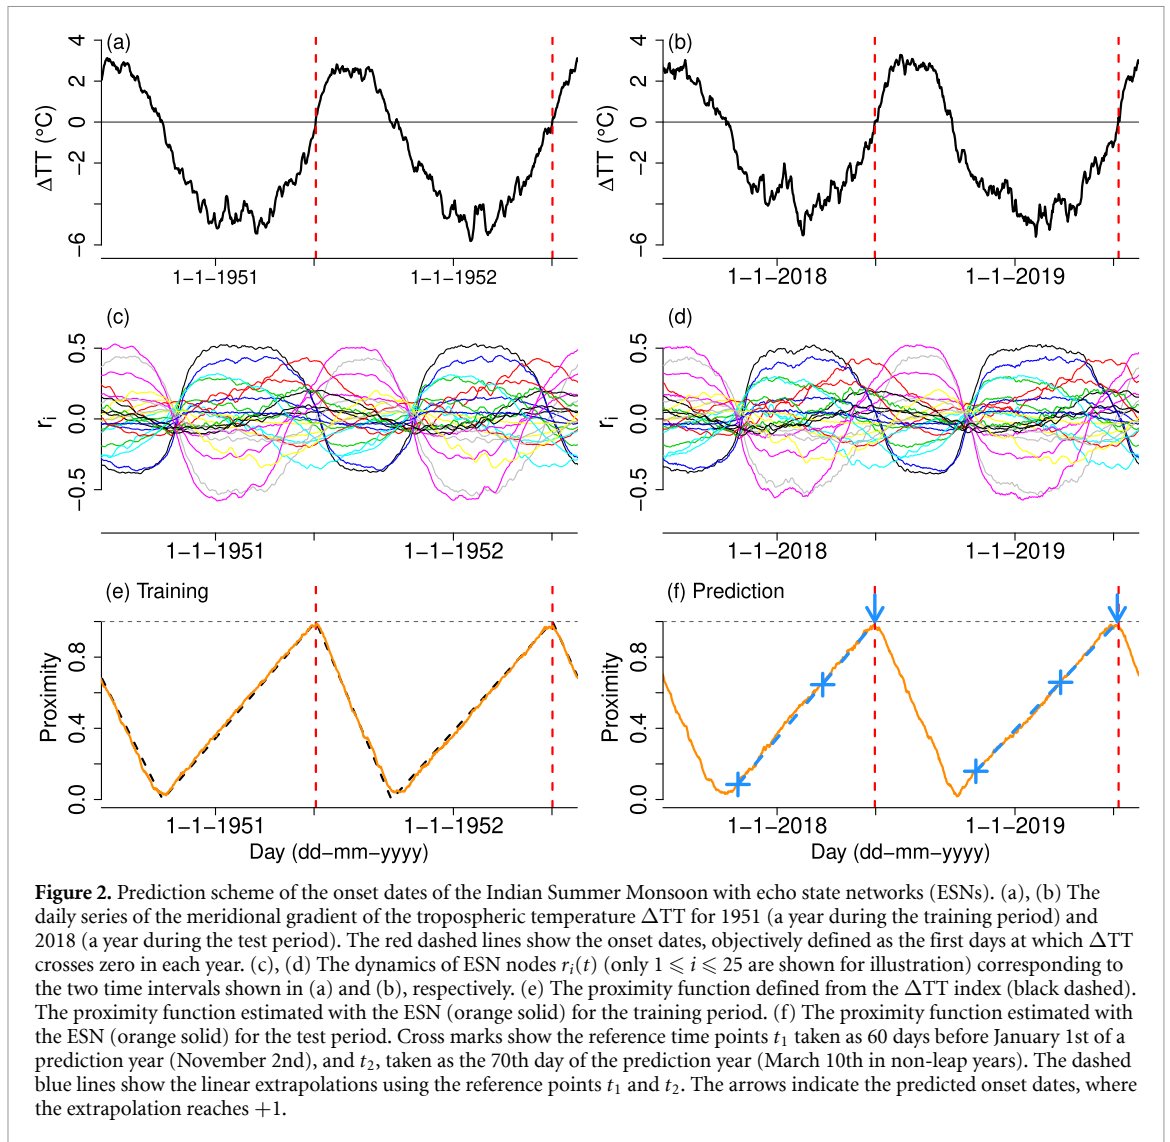 (a)
4
2
0
−2
−6
ΔTT (°C)
1−1−1951
1−1−1952
(b)
4
2
0
−2
−6
ΔTT (°C)
1−1−2018
1−1−2019
(c)
0.5
0.0
−0.5
ri
1−1−1951
1−1−1952
(d)
0.5
0.0
−0.5
ri
1−1−2018
1−1−2019
(e) Training
0.8
0.4
0.0
Proximity
1−1−1951
1−1−1952
Day (dd−mm−yyyy)
(f) Prediction
0.8
0.4
0.0
Proximity
1−1−2018
1−1−2019
Day (dd−mm−yyyy)
Figure 2. Prediction scheme of the onset dates of the Indian Summer Monsoon with echo state networks (ESNs). (a), (b) The
daily series of the meridional gradient of the tropospheric temperature ΔTT for 1951 (a year during the training period) and
2018 (a year during the test period). The red dashed lines show the onset dates, objectively defined as the first days at which ΔTT
crosses zero in each year. (c), (d) The dynamics of ESN nodes ri(t) (only 1 ⩽ i ⩽ 25 are shown for illustration) corresponding to
the two time intervals shown in (a) and (b), respectively. (e) The proximity function defined from the ΔTT index (black dashed).
The proximity function estimated with the ESN (orange solid) for the training period. (f) The proximity function estimated with
the ESN (orange solid) for the test period. Cross marks show the reference time points t1 taken as 60 days before January 1st of a
prediction year (November 2nd), and t2, taken as the 70th day of the prediction year (March 10th in non-leap years). The dashed
blue lines show the linear extrapolations using the reference points t1 and t2. The arrows indicate the predicted onset dates, where
the extrapolation reaches +1.